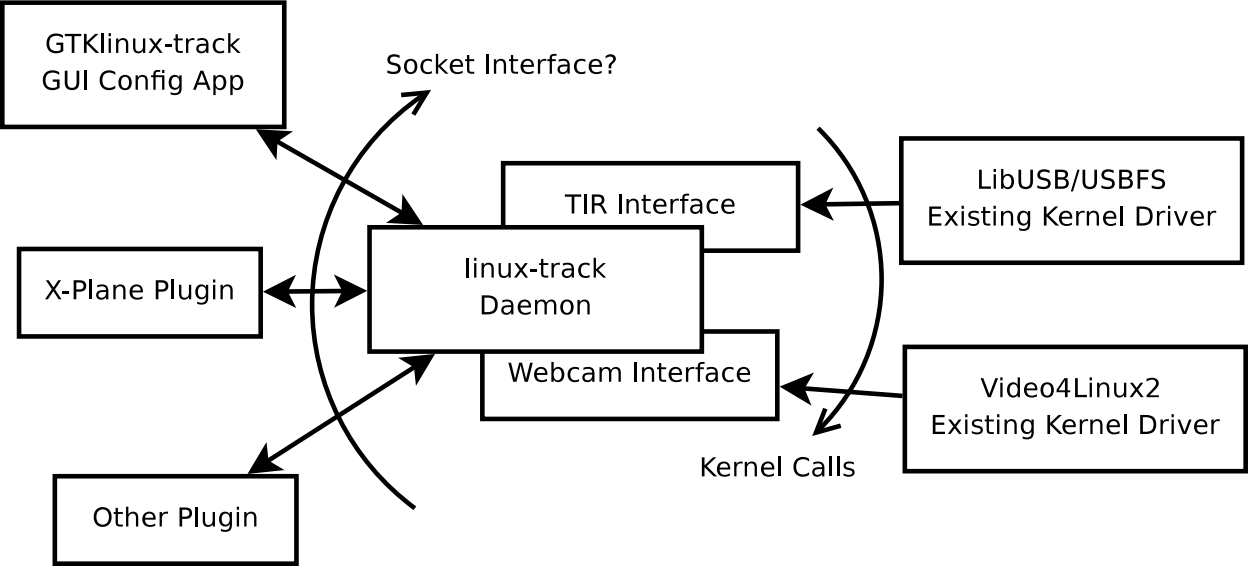 GTKlinux-track
GUI Config App
Socket Interface?
TIR Interface
LibUSB/USBFS
Existing Kernel Driver
X-Plane Plugin
linux-track
Daemon
Webcam Interface
Video4Linux2
Existing Kernel Driver
Kernel Calls
Other Plugin